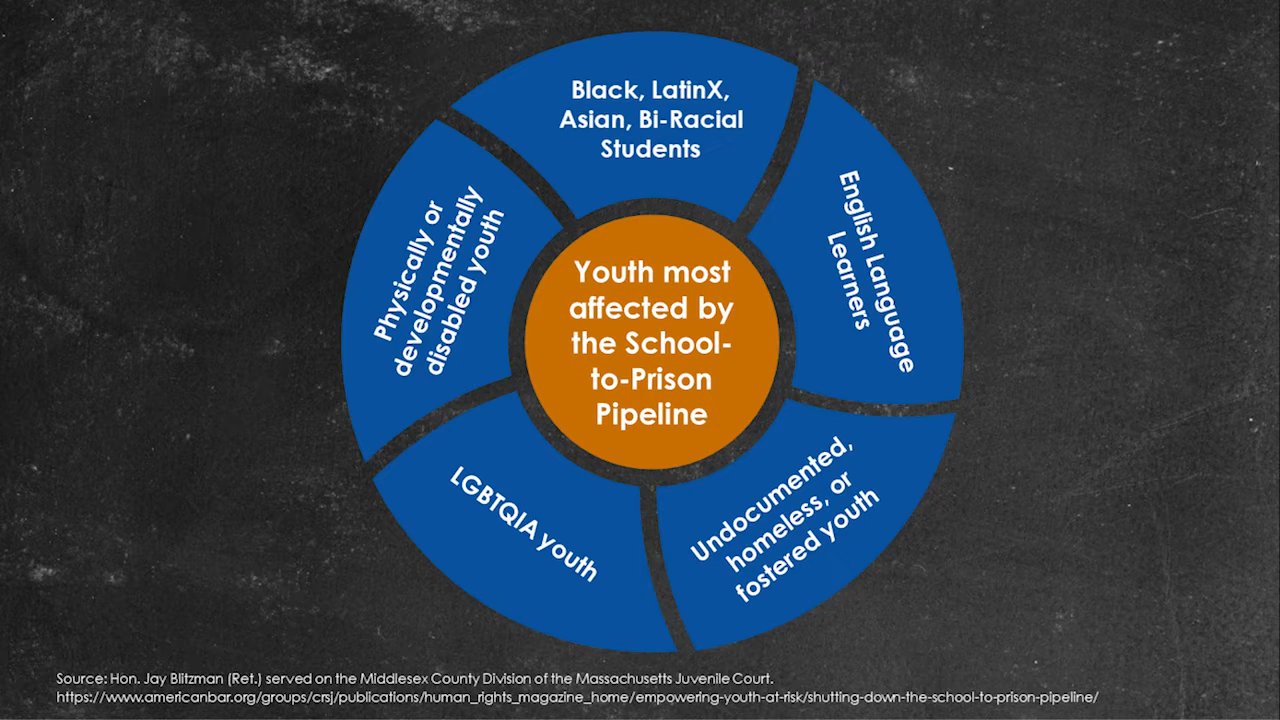 Black, LatinX,
Asian, Bi-Racial
Students
English Language
Learners
Undocumented,
homeless, or
fostered youth
LGBTQIA youth
Physically or
developmentally
disabled youth
Youth most
affected by
the School-
to-Prison
Pipeline
Source: Hon. Jay Blitzman (Ret.) served on the Middlesex County Division of the Massachusetts Juvenile Court.
https://www.americanbar.org/groups/crsj/publications/human_rights_magazine_home/empowering-youth-at-risk/shutting-down-the-school-to-prison-pipeline/